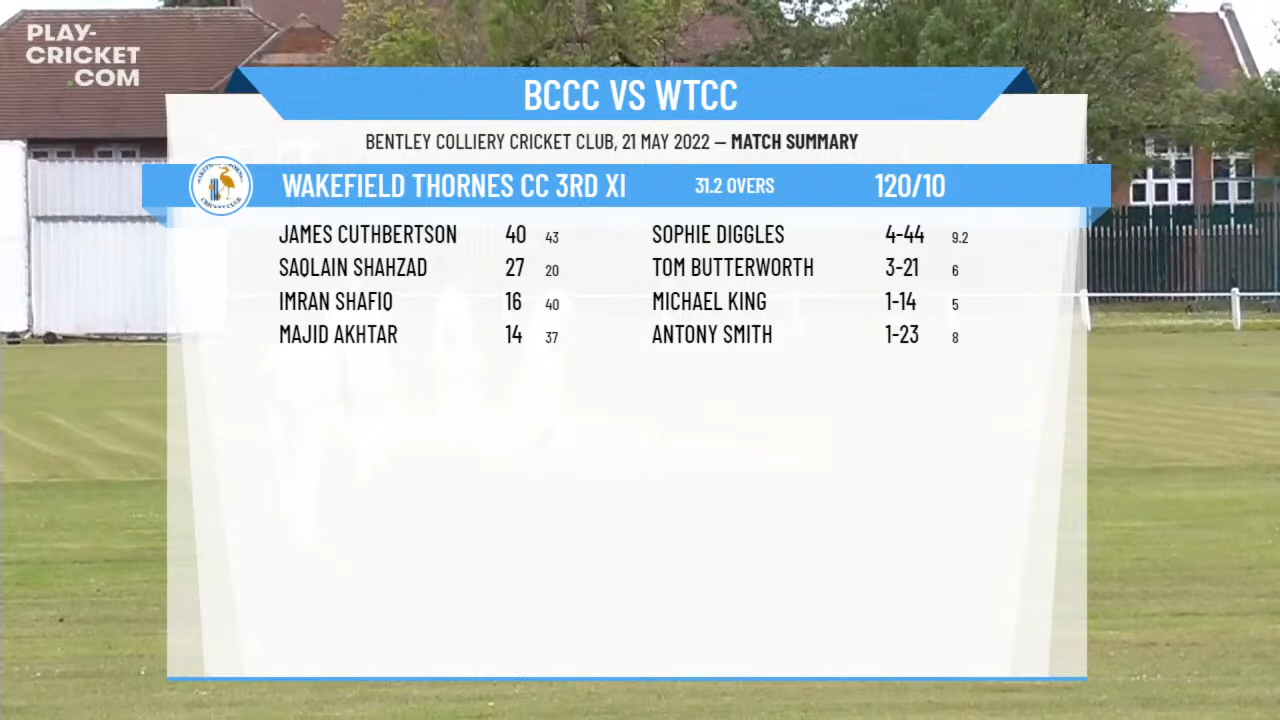 PLAY-
CRICKET
.COM
BCCC VS WTCC
BENTLEY COLLIERY CRICKET CLUB, 21 MAY 2022 – MATCH SUMMARY
WAKEFIELD THORNES CC 3RD XI 31.2 OVERS 120/10
JAMES CUTHBERTSON 40 43 SOPHIE DIGGLES 4-44 9.2
SAQLAIN SHAHZAD 27 20 TOM BUTTERWORTH 3-21 6
IMRAN SHAFIQ 16 40 MICHAEL KING 1-14 5
MAJID AKHTAR 14 37 ANTONY SMITH 1-23 8